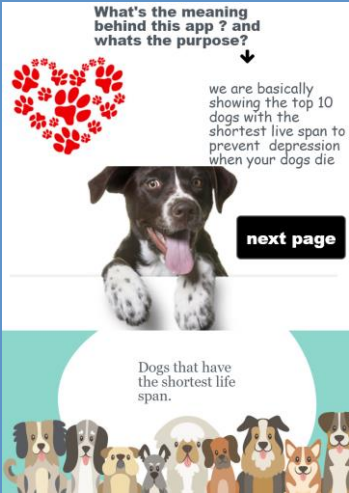 What's the meaning
behind this app ? and
whats the purpose?
we are basically
showing the top 10
dogs with the
shortest live span to
prevent depression
when your dogs die
next page
Dogs that have
the shortest life
span.